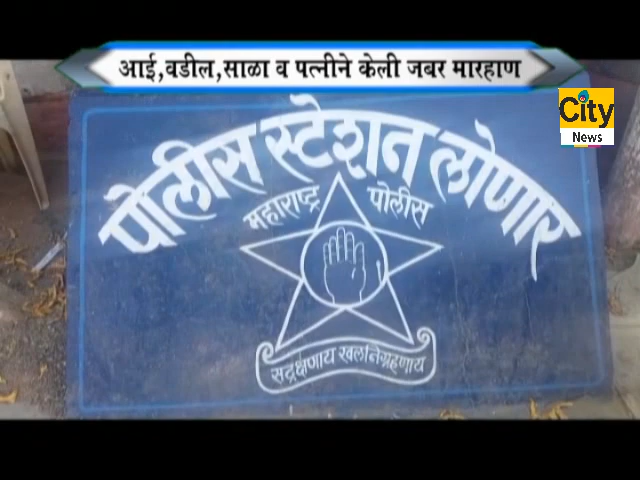 आई,वडील,साळा व पत्नीने केली जबर मारहाण
City
News
पोलीस स्टेशन लोणार
महाराष्ट्र पोलीस
सद्रक्षणाय खलनिग्रहणाय